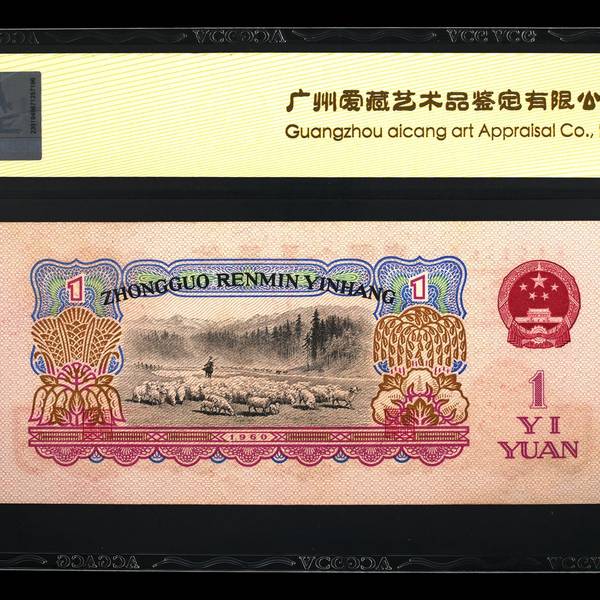 广州爱藏艺术品鉴定有限公
Guangzhou aicang art Appraisal Co.,
1
1
ZHONGGUO RENMIN YINHANG
1960
1
YI
YUAN